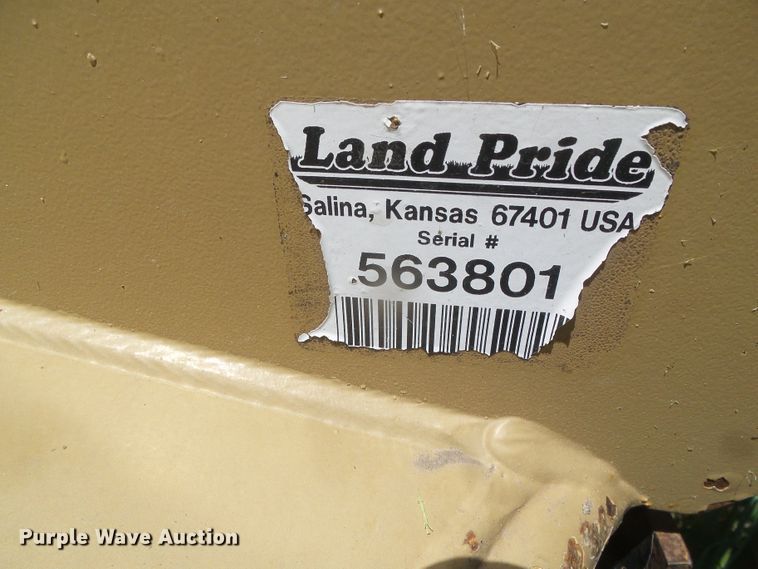 Land Pride
Salina, Kansas 67401 USA
Serial #
563801
Purple Wave Auction